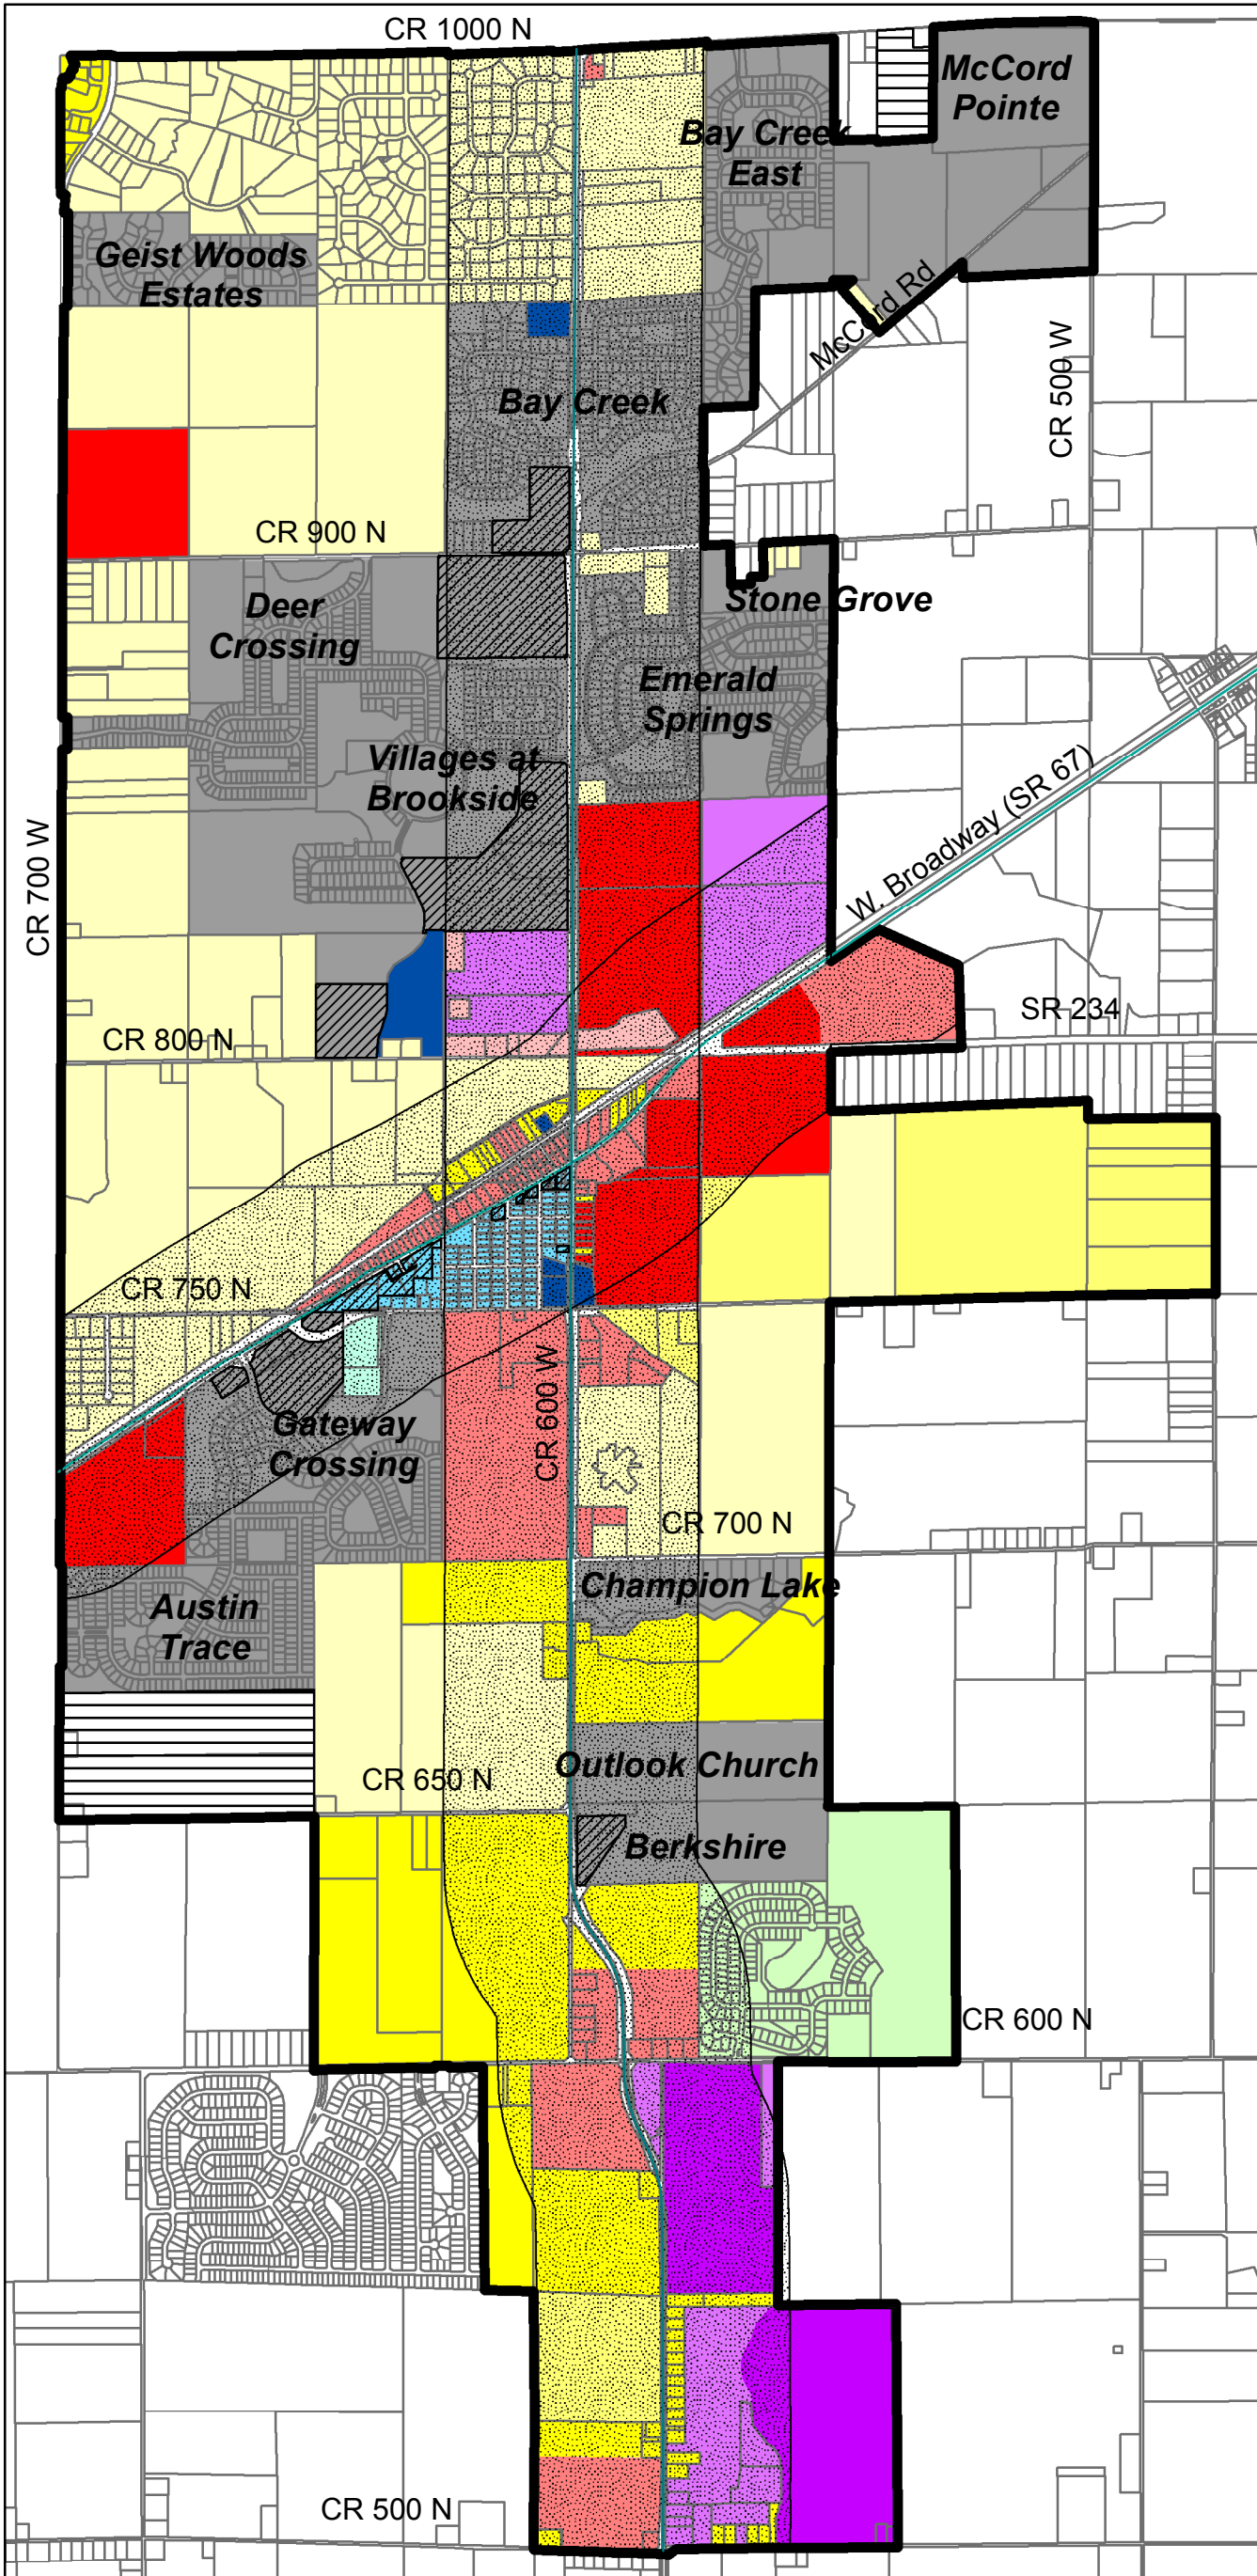 CR 1000 N
McCord
Pointe
Bay Creek
East
Geist Woods
Estates
McCord Rd
CR 500 W
Bay Creek
CR 900 N
Deer
Crossing
Stone Grove
Emerald
Springs
Villages at
Brookside
W. Broadway (SR 67)
CR 700 W
SR 234
CR 800 N
CR 750 N
CR 600 W
Gateway
Crossing
CR 700 N
Champion Lake
Austin
Trace
Outlook Church
CR 650 N
Berkshire
CR 600 N
CR 500 N